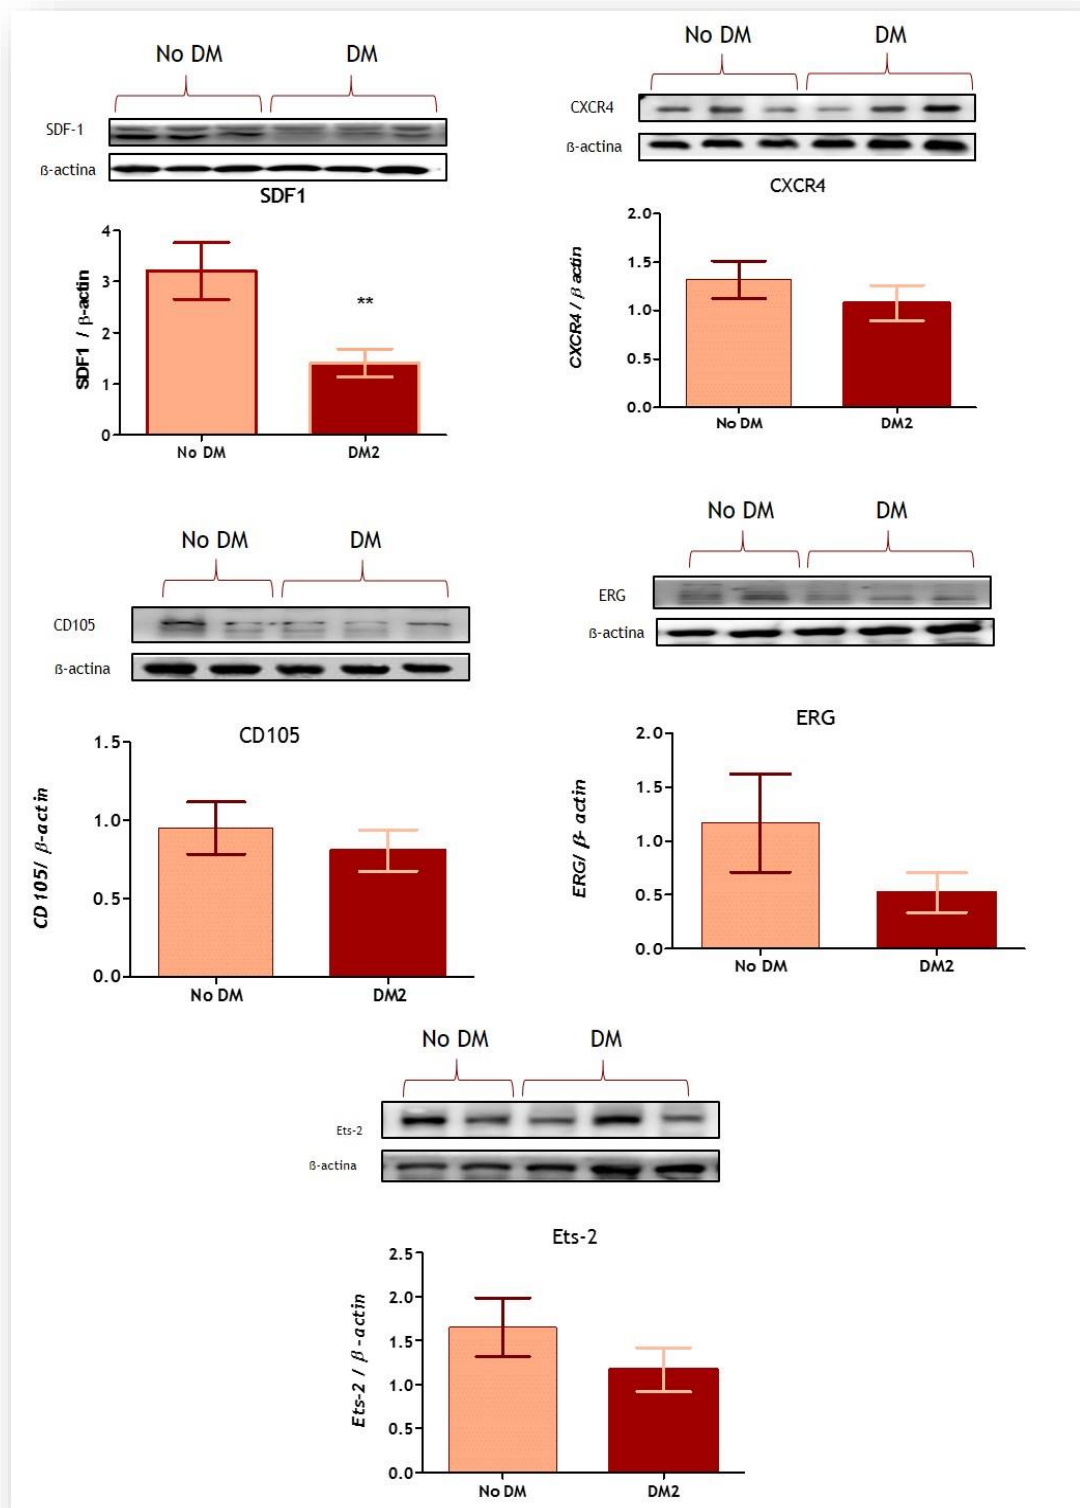 No DM DM
SDF-1
ß-actina
SDF1
4
3
2
1
0
SDF1 / β-actin
**
No DM DM2
No DM DM
CXCR4
ß-actina
CXCR4
2.0
1.5
1.0
0.5
0.0
CXCR4 / β actin
No DM DM2
No DM DM
CD105
ß-actina
CD105
1.5
1.0
0.5
0.0
CD105/ β-actin
No DM DM2
No DM DM
ERG
ß-actina
ERG
2.0
1.5
1.0
0.5
0.0
ERG/ β- actin
No DM DM2
No DM DM
Ets-2
ß-actina
Ets-2
2.5
2.0
1.5
1.0
0.5
0.0
Ets-2 / β -actin
No DM DM2